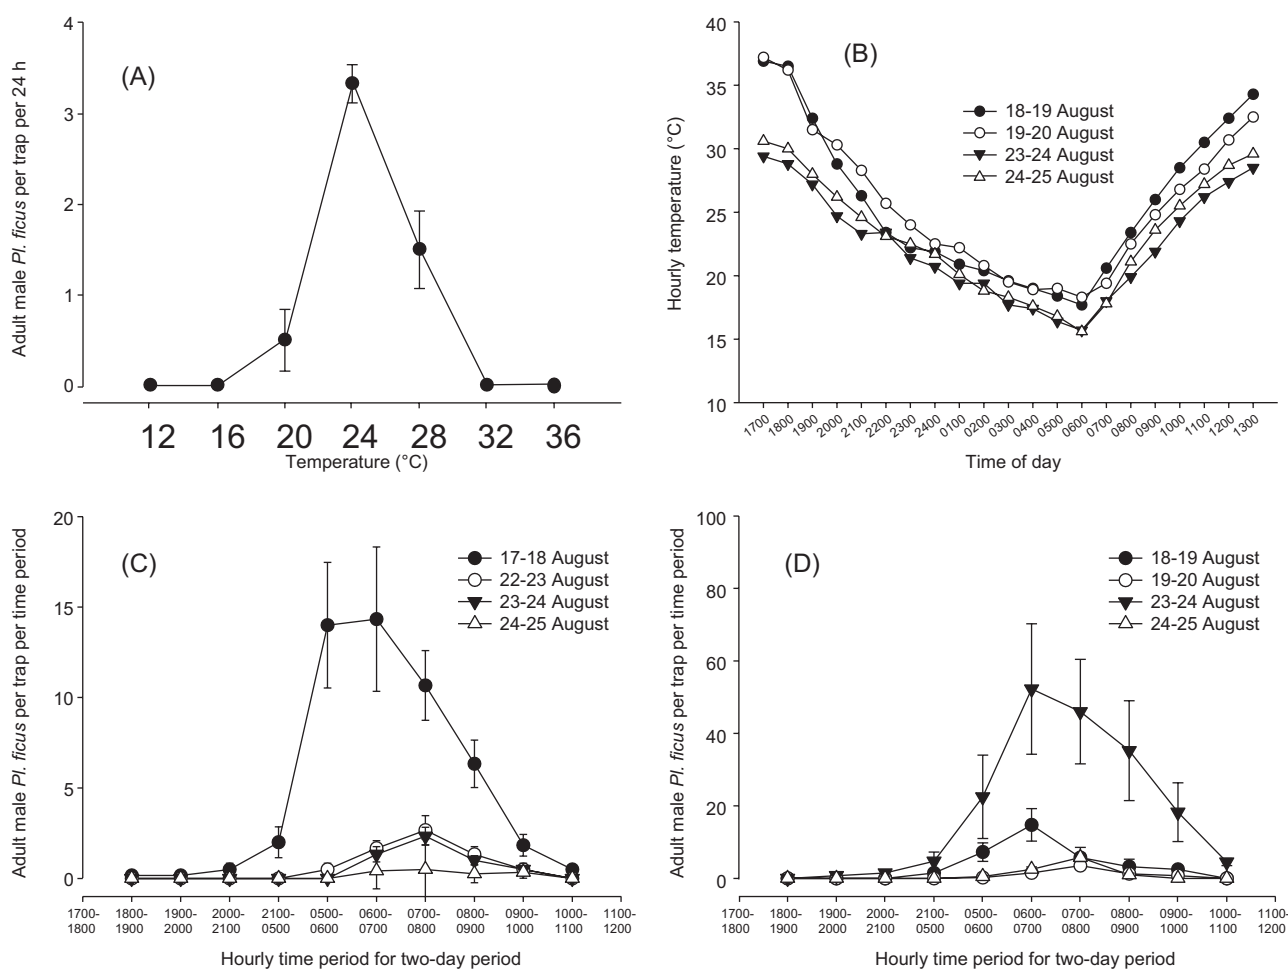 (A)
Adult male Pl. ficus per trap per 24 h
4
3
2
1
0
12 16 20 24 28 32 36
Temperature (°C)
(B)
Hourly temperature (°C)
40
35
30
25
20
15
10
18-19 August
19-20 August
23-24 August
24-25 August
1700 1800 1900 2000 2100 2200 2300 2400 0100 0200 0300 0400 0500 0600 0700 0800 0900 1000 1100 1200 1300
Time of day
(C)
Adult male Pl. ficus per trap per time period
20
15
10
5
0
17-18 August
22-23 August
23-24 August
24-25 August
1700- 1800- 1900- 2000- 2100- 0500- 0600- 0700- 0800- 0900- 1000- 1100-
1800 1900 2000 2100 0500 0600 0700 0800 0900 1000 1100 1200
Hourly time period for two-day period
(D)
Adult male Pl. ficus per trap per time period
100
80
60
40
20
0
18-19 August
19-20 August
23-24 August
24-25 August
1700- 1800- 1900- 2000- 2100- 0500- 0600- 0700- 0800- 0900- 1000- 1100-
1800 1900 2000 2100 0500 0600 0700 0800 0900 1000 1100 1200
Hourly time period for two-day period